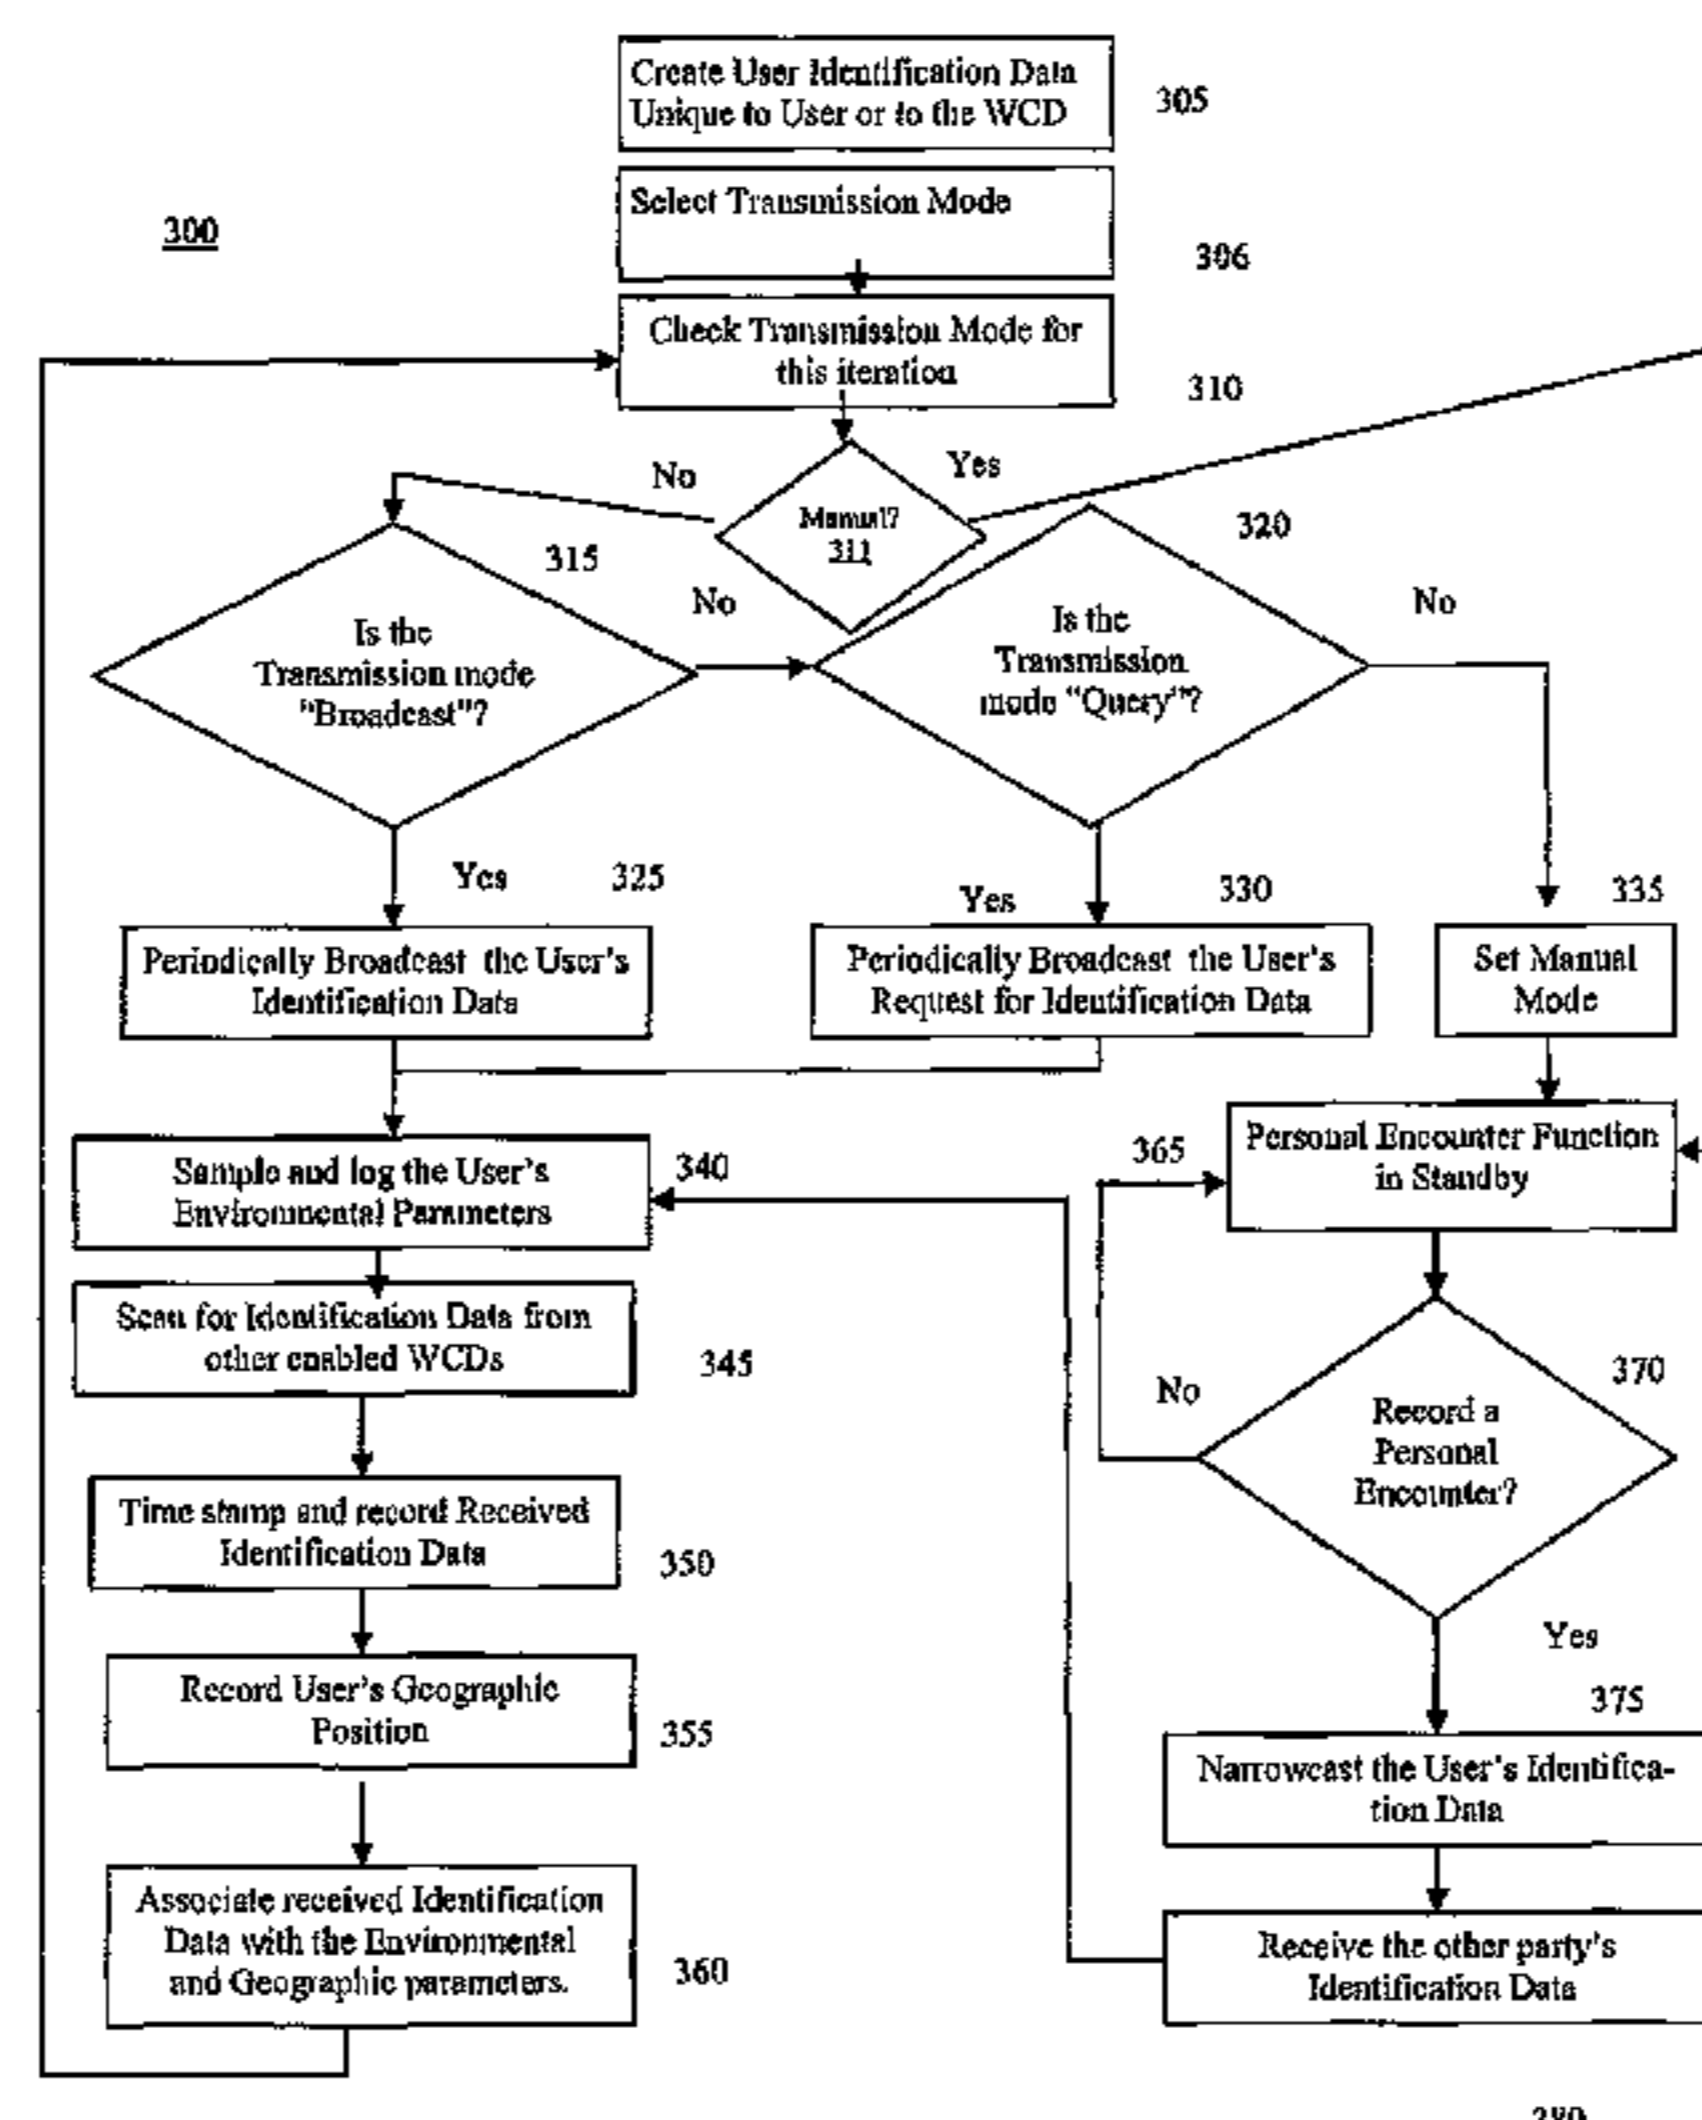 Create User Identification Data
Unique to User or to the WCD
305
Select Transmission Mode
300
306
Check Transmission Mode for
this iteration
310
No
Yes
Manual?
311
315
320
No
No
Is the
Transmission mode
"Broadcast"?
Is the
Transmission
mode "Query"?
Yes
325
Yes
330
335
Periodically Broadcast the User's
Identification Data
Periodically Broadcast the User's
Request for Identification Data
Set Manual
Mode
Sample and log the User's
Environmental Parameters
340
365
Personal Encounter Function
in Standby
Scan for Identification Data from
other enabled WCDs
345
No
370
Record a
Personal
Encounter?
Time stamp and record Received
Identification Data
350
Yes
Record User's Geographic
Position
355
375
Narrowcast the User's Identifica-
tion Data
Associate received Identification
Data with the Environmental
and Geographic parameters.
360
Receive the other party's
Identification Data